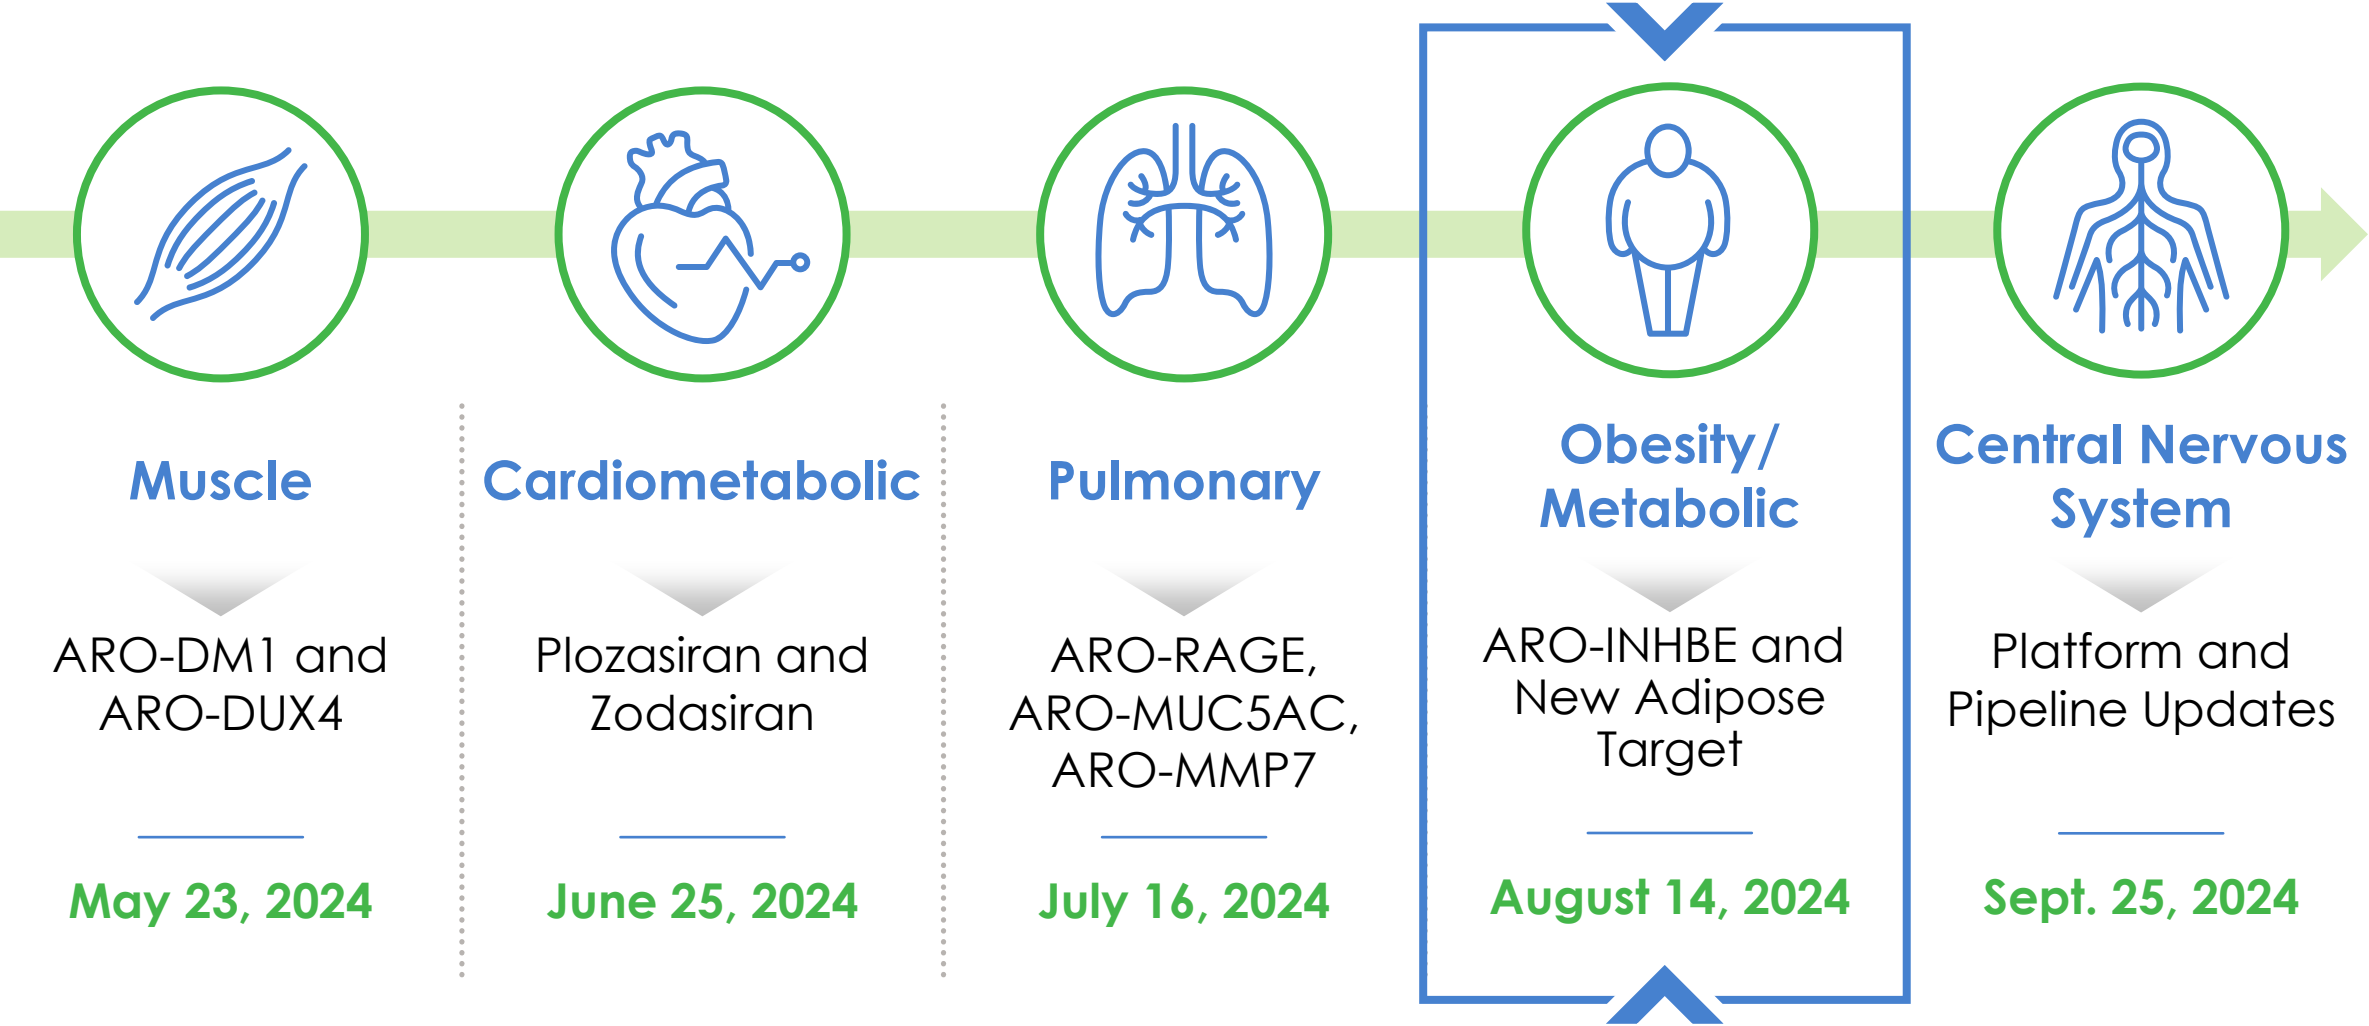 Muscle
ARO-DM1 and
ARO-DUX4
May 23, 2024
Cardiometabolic
Plozasiran and
Zodasiran
June 25, 2024
Pulmonary
ARO-RAGE,
ARO-MUC5AC,
ARO-MMP7
July 16, 2024
Obesity/
Metabolic
ARO-INHBE and
New Adipose
Target
August 14, 2024
Central Nervous
System
Platform and
Pipeline Updates
Sept. 25, 2024